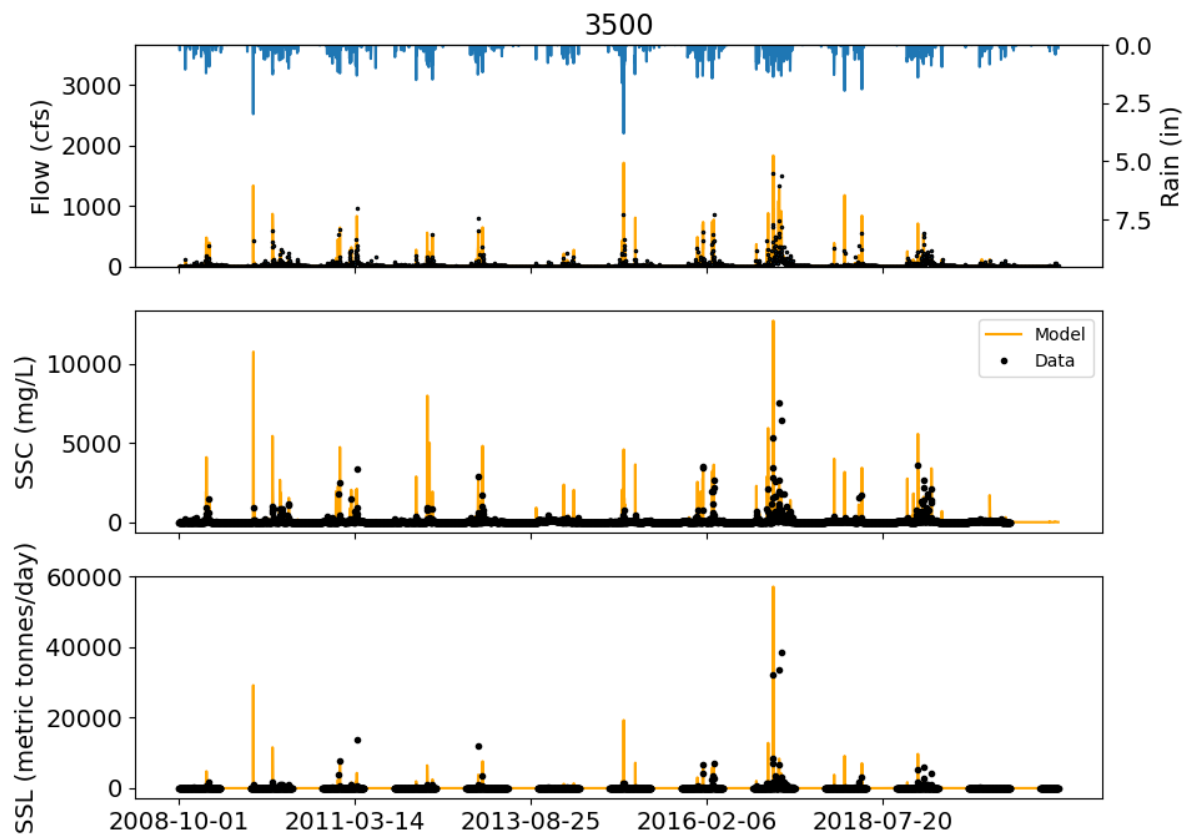 3500
Flow (cfs)
3000
2000
1000
0
0.0
2.5
5.0
7.5
Rain (in)
SSC (mg/L)
10000
5000
0
Model
Data
SSL (metric tonnes/day)
60000
40000
20000
0
2008-10-01 2011-03-14 2013-08-25 2016-02-06 2018-07-20